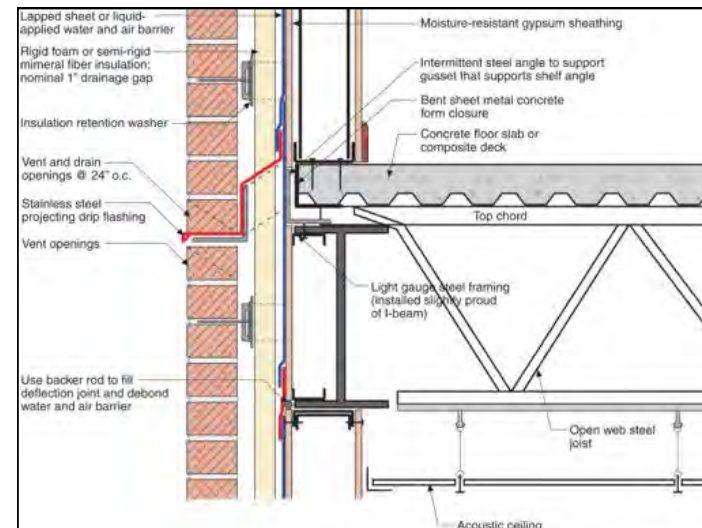 Lapped sheet or liquid-
applied water and air barrier
Rigid foam or semi-rigid
mimeral fiber insulation;
nominal 1" drainage gap
Insulation retention washer
Vent and drain
openings @ 24" o.c.
Stainless steel
projecting drip flashing
Vent openings
Use backer rod to fill
deflection joint and debond
water and air barrier
Moisture-resistant gypsum sheathing
Intermittent steel angle to support
gusset that supports shelf angle
Bent sheet metal concrete
form closure
Concrete floor slab or
composite deck
Top chord
Light gauge steel framing
(installed slightly proud
of I-beam)
Open web steel
joist
Acoustic ceiling